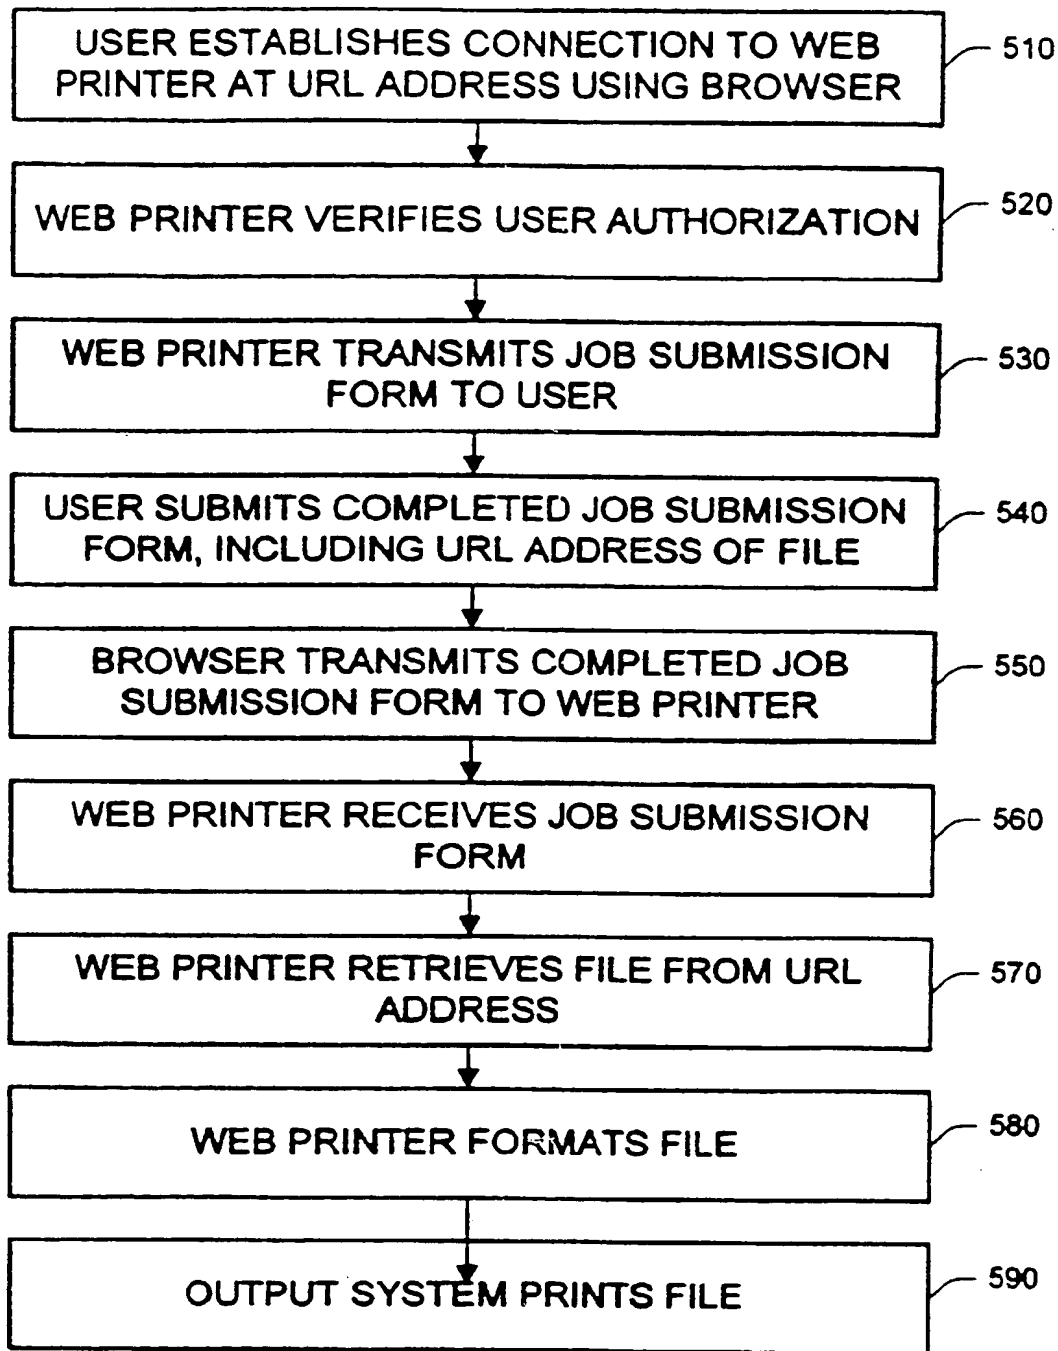 USER ESTABLISHES CONNECTION TO WEB
PRINTER AT URL ADDRESS USING BROWSER
510
WEB PRINTER VERIFIES USER AUTHORIZATION
520
WEB PRINTER TRANSMITS JOB SUBMISSION
FORM TO USER
530
USER SUBMITS COMPLETED JOB SUBMISSION
FORM, INCLUDING URL ADDRESS OF FILE
540
BROWSER TRANSMITS COMPLETED JOB
SUBMISSION FORM TO WEB PRINTER
550
WEB PRINTER RECEIVES JOB SUBMISSION
FORM
560
WEB PRINTER RETRIEVES FILE FROM URL
ADDRESS
570
WEB PRINTER FORMATS FILE
580
OUTPUT SYSTEM PRINTS FILE
590